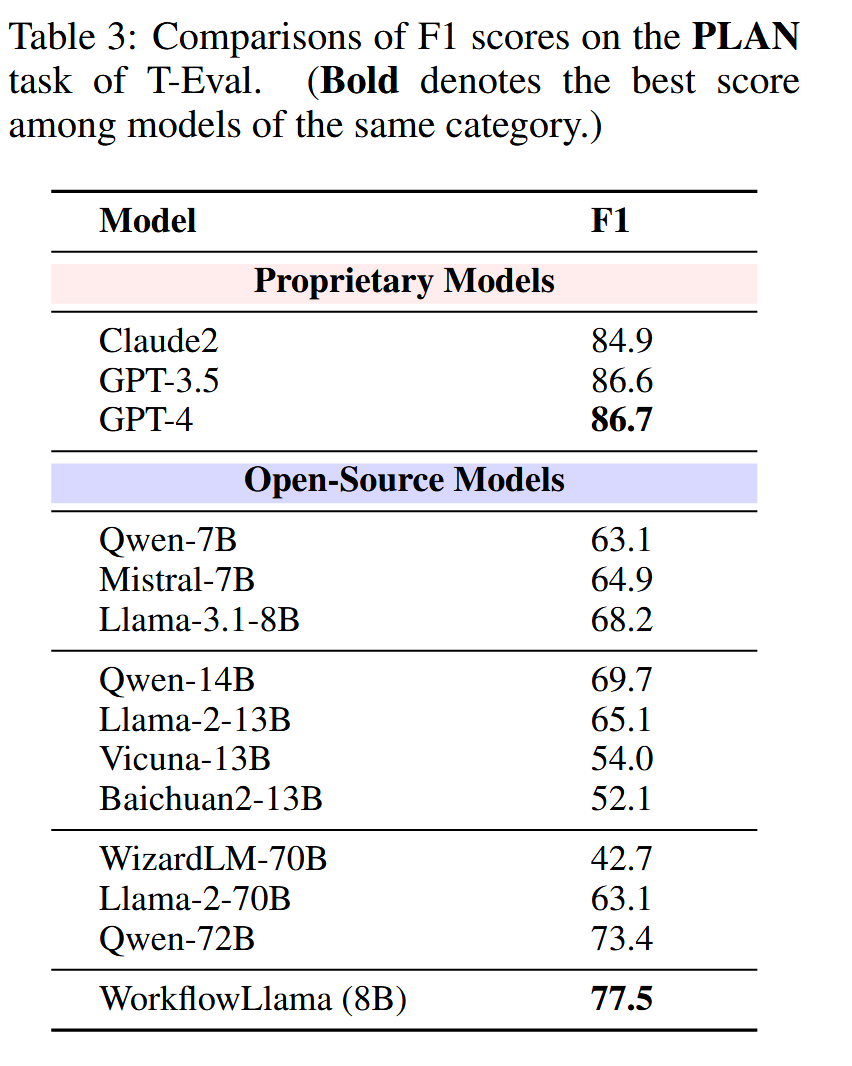 Table 3: Comparisons of F1 scores on the PLAN
task of T-Eval. (Bold denotes the best score
among models of the same category.)
Model F1
Proprietary Models
Claude2 84.9
GPT-3.5 86.6
GPT-4 86.7
Open-Source Models
Qwen-7B 63.1
Mistral-7B 64.9
Llama-3.1-8B 68.2
Qwen-14B 69.7
Llama-2-13B 65.1
Vicuna-13B 54.0
Baichuan2-13B 52.1
WizardLM-70B 42.7
Llama-2-70B 63.1
Qwen-72B 73.4
WorkflowLlama (8B) 77.5